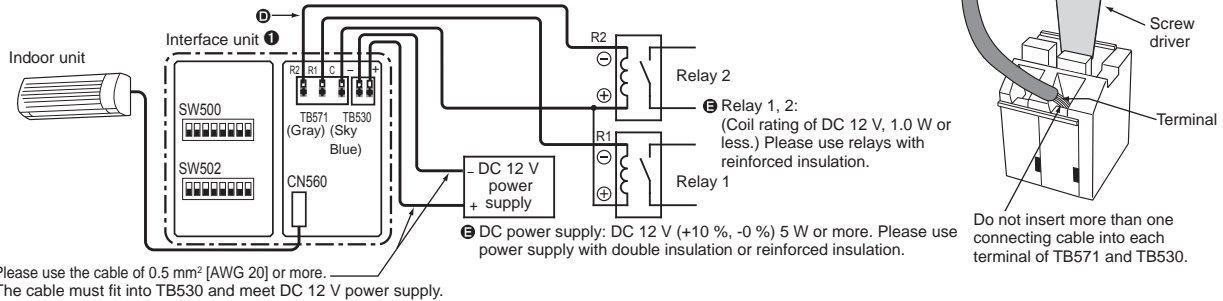 D
Interface unit 1
Indoor unit
R2 R1 C − +
TB571
(Gray)
TB530
(Sky
Blue)
SW500
SW502
CN560
− DC 12 V
power
+ supply
R2
−
+
Relay 2
R1
−
+
Relay 1
E Relay 1, 2:
(Coil rating of DC 12 V, 1.0 W or
less.) Please use relays with
reinforced insulation.
E DC power supply: DC 12 V (+10 %, -0 %) 5 W or more. Please use
power supply with double insulation or reinforced insulation.
Please use the cable of 0.5 mm² [AWG 20] or more.
The cable must fit into TB530 and meet DC 12 V power supply.
Screw
driver
Terminal
Do not insert more than one
connecting cable into each
terminal of TB571 and TB530.